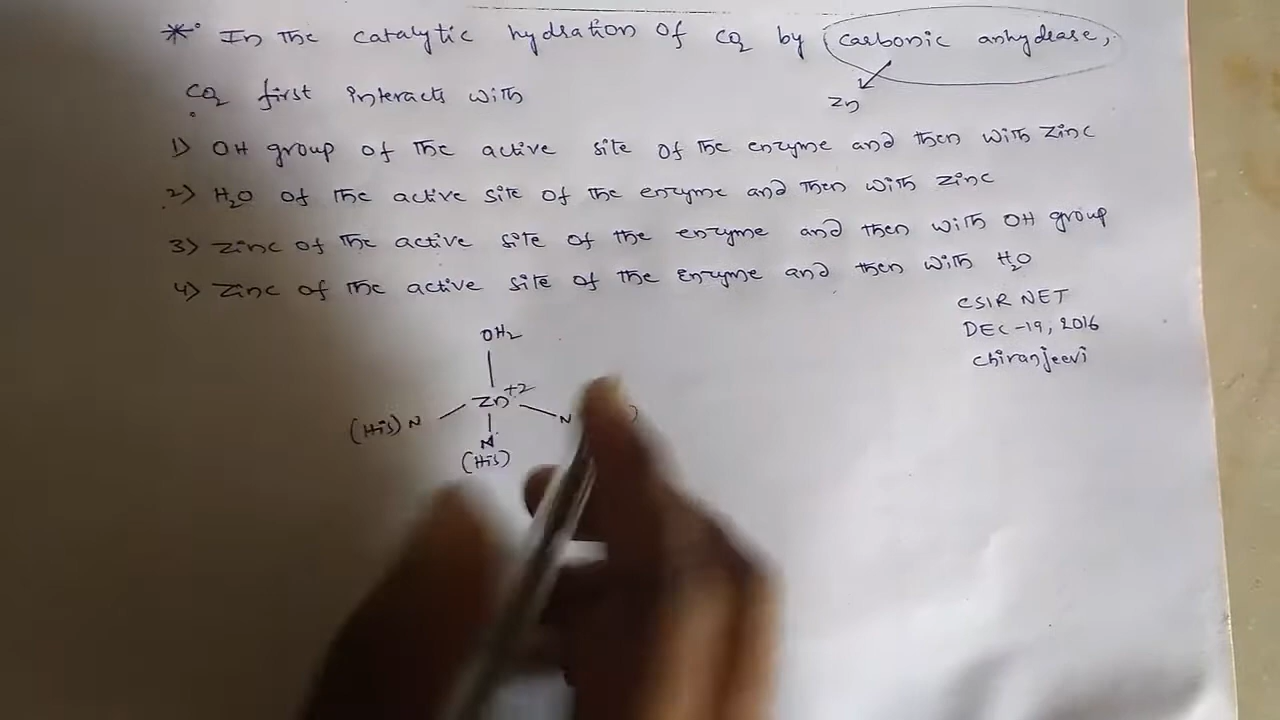 * In the catalytic hydration of CO2 by (carbonic anhydrase,
CO2 first interacts with
Zn
1) OH group of the active site of the enzyme and then with Zinc
2) H2O of the active site of the enzyme and then with Zinc
3) Zinc of the active site of the enzyme and then with OH group
4) Zinc of the active site of the Enzyme and then with H2O
CSIR NET
DEC-19, 2016
chiranjeevi
OH2
Zn+2
(His) N
N
N
(His)
)